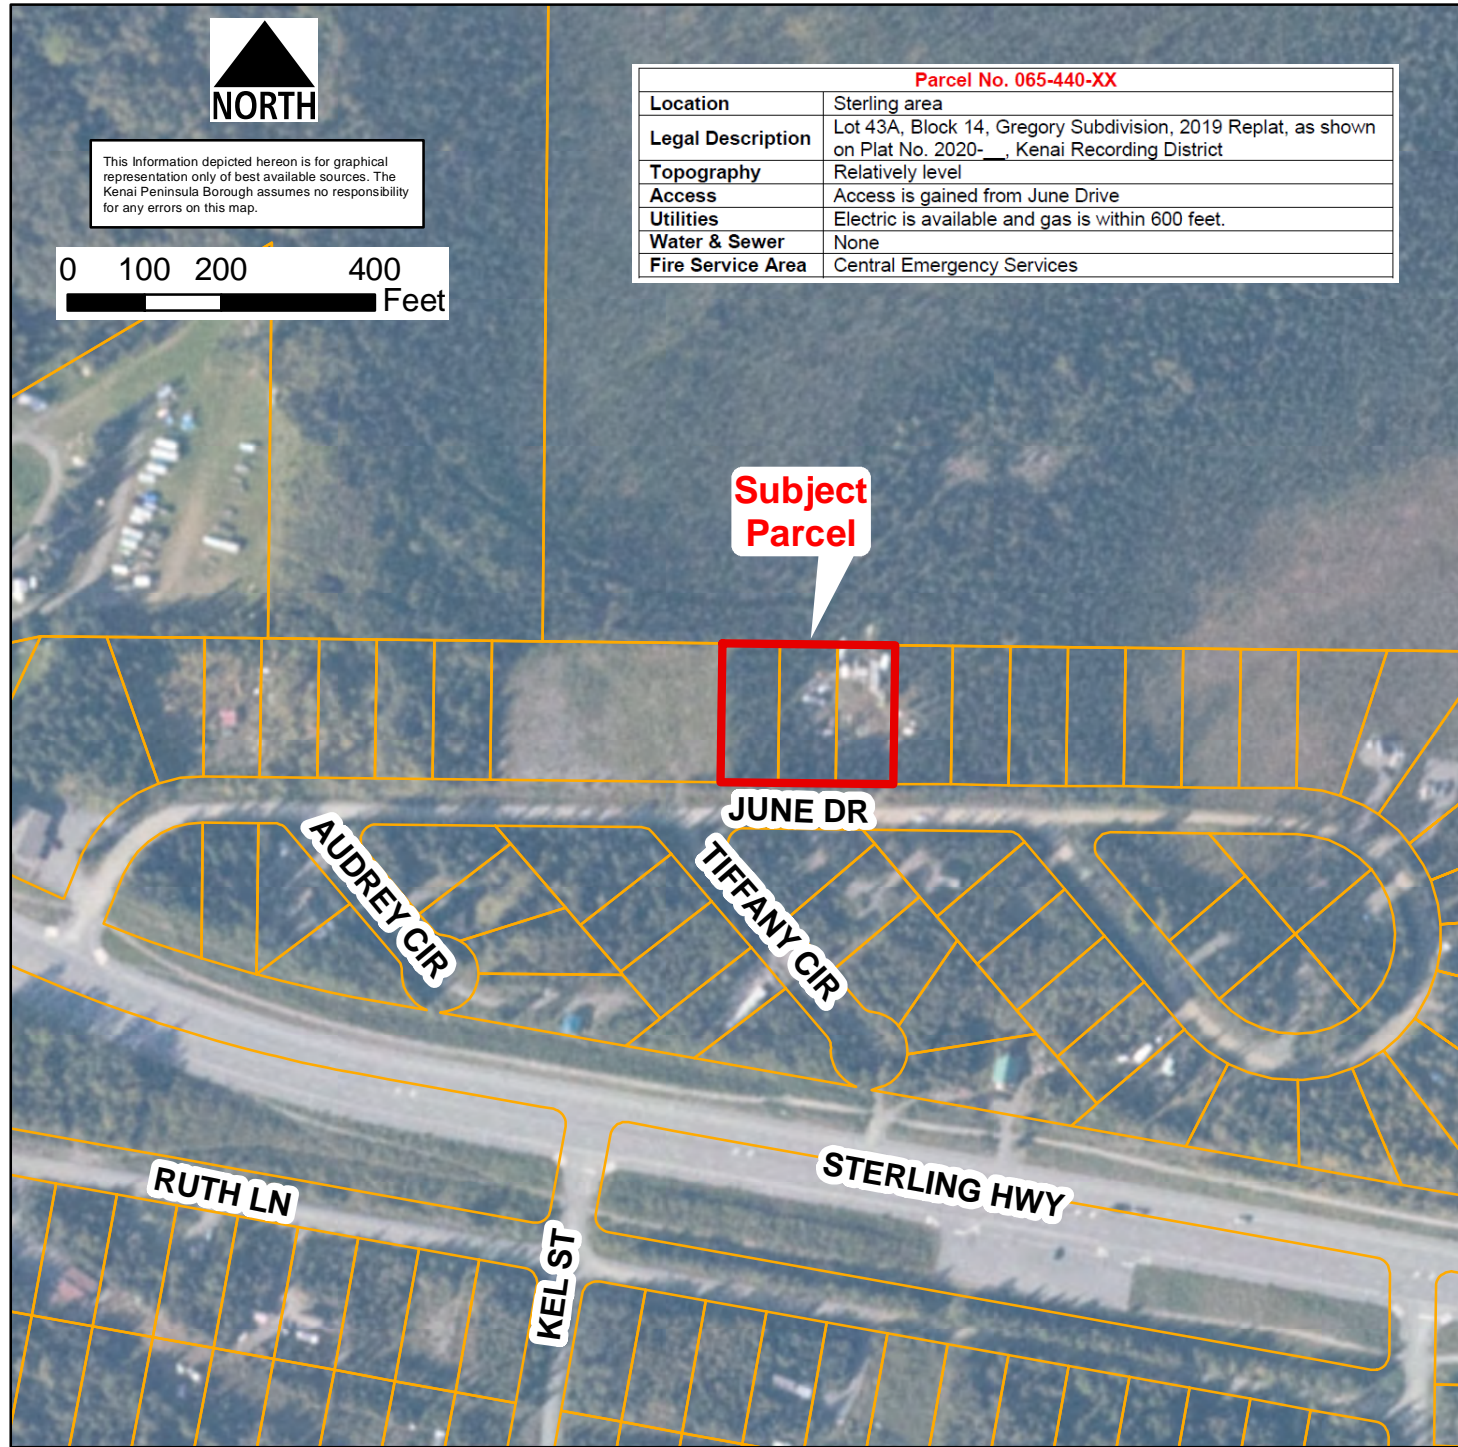 NORTH
This Information depicted hereon is for graphical
representation only of best available sources. The
Kenai Peninsula Borough assumes no responsibility
for any errors on this map.
0 100 200 400
Feet
Parcel No. 065-440-XX
Location Sterling area
Legal Description Lot 43A, Block 14, Gregory Subdivision, 2019 Replat, as shown
on Plat No. 2020-__, Kenai Recording District
Topography Relatively level
Access Access is gained from June Drive
Utilities Electric is available and gas is within 600 feet.
Water & Sewer None
Fire Service Area Central Emergency Services
Subject
Parcel
JUNE DR
AUDREY CIR
TIFFANY CIR
STERLING HWY
RUTH LN
KEL ST